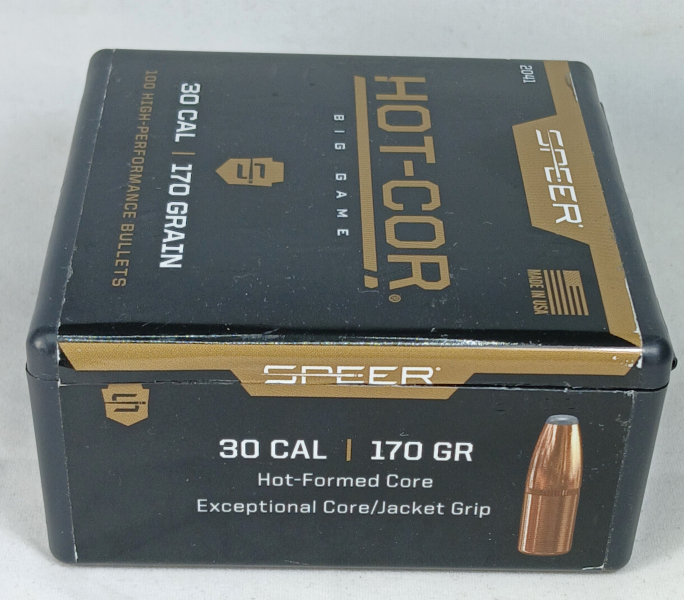 2041
SPEER
MADE IN USA
HOT-COR®
BIG GAME
30 CAL | 170 GRAIN
100 HIGH-PERFORMANCE BULLETS
SPEER
30 CAL | 170 GR
Hot-Formed Core
Exceptional Core/Jacket Grip